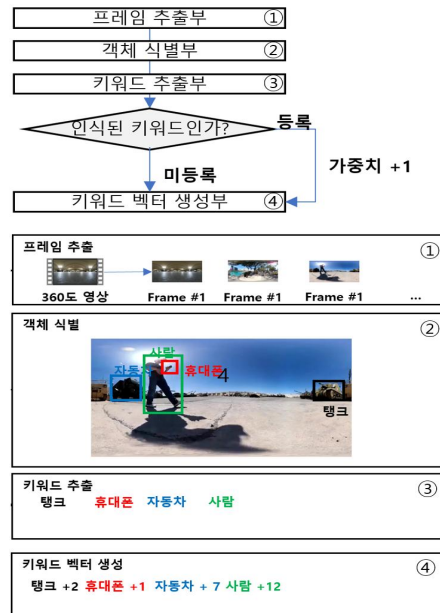 프레임 추출부 ①
객체 식별부 ②
키워드 추출부 ③
인식된 키워드인가?
등록
미등록
가중치 +1
키워드 벡터 생성부 ④
프레임 추출 ①
360도 영상 Frame #1 Frame #1 Frame #1 ...
객체 식별 ②
사람
자동차 휴대폰
4
탱크
키워드 추출 ③
탱크 휴대폰 자동차 사람
키워드 벡터 생성 ④
탱크 +2 휴대폰 +1 자동차 + 7 사람 +12